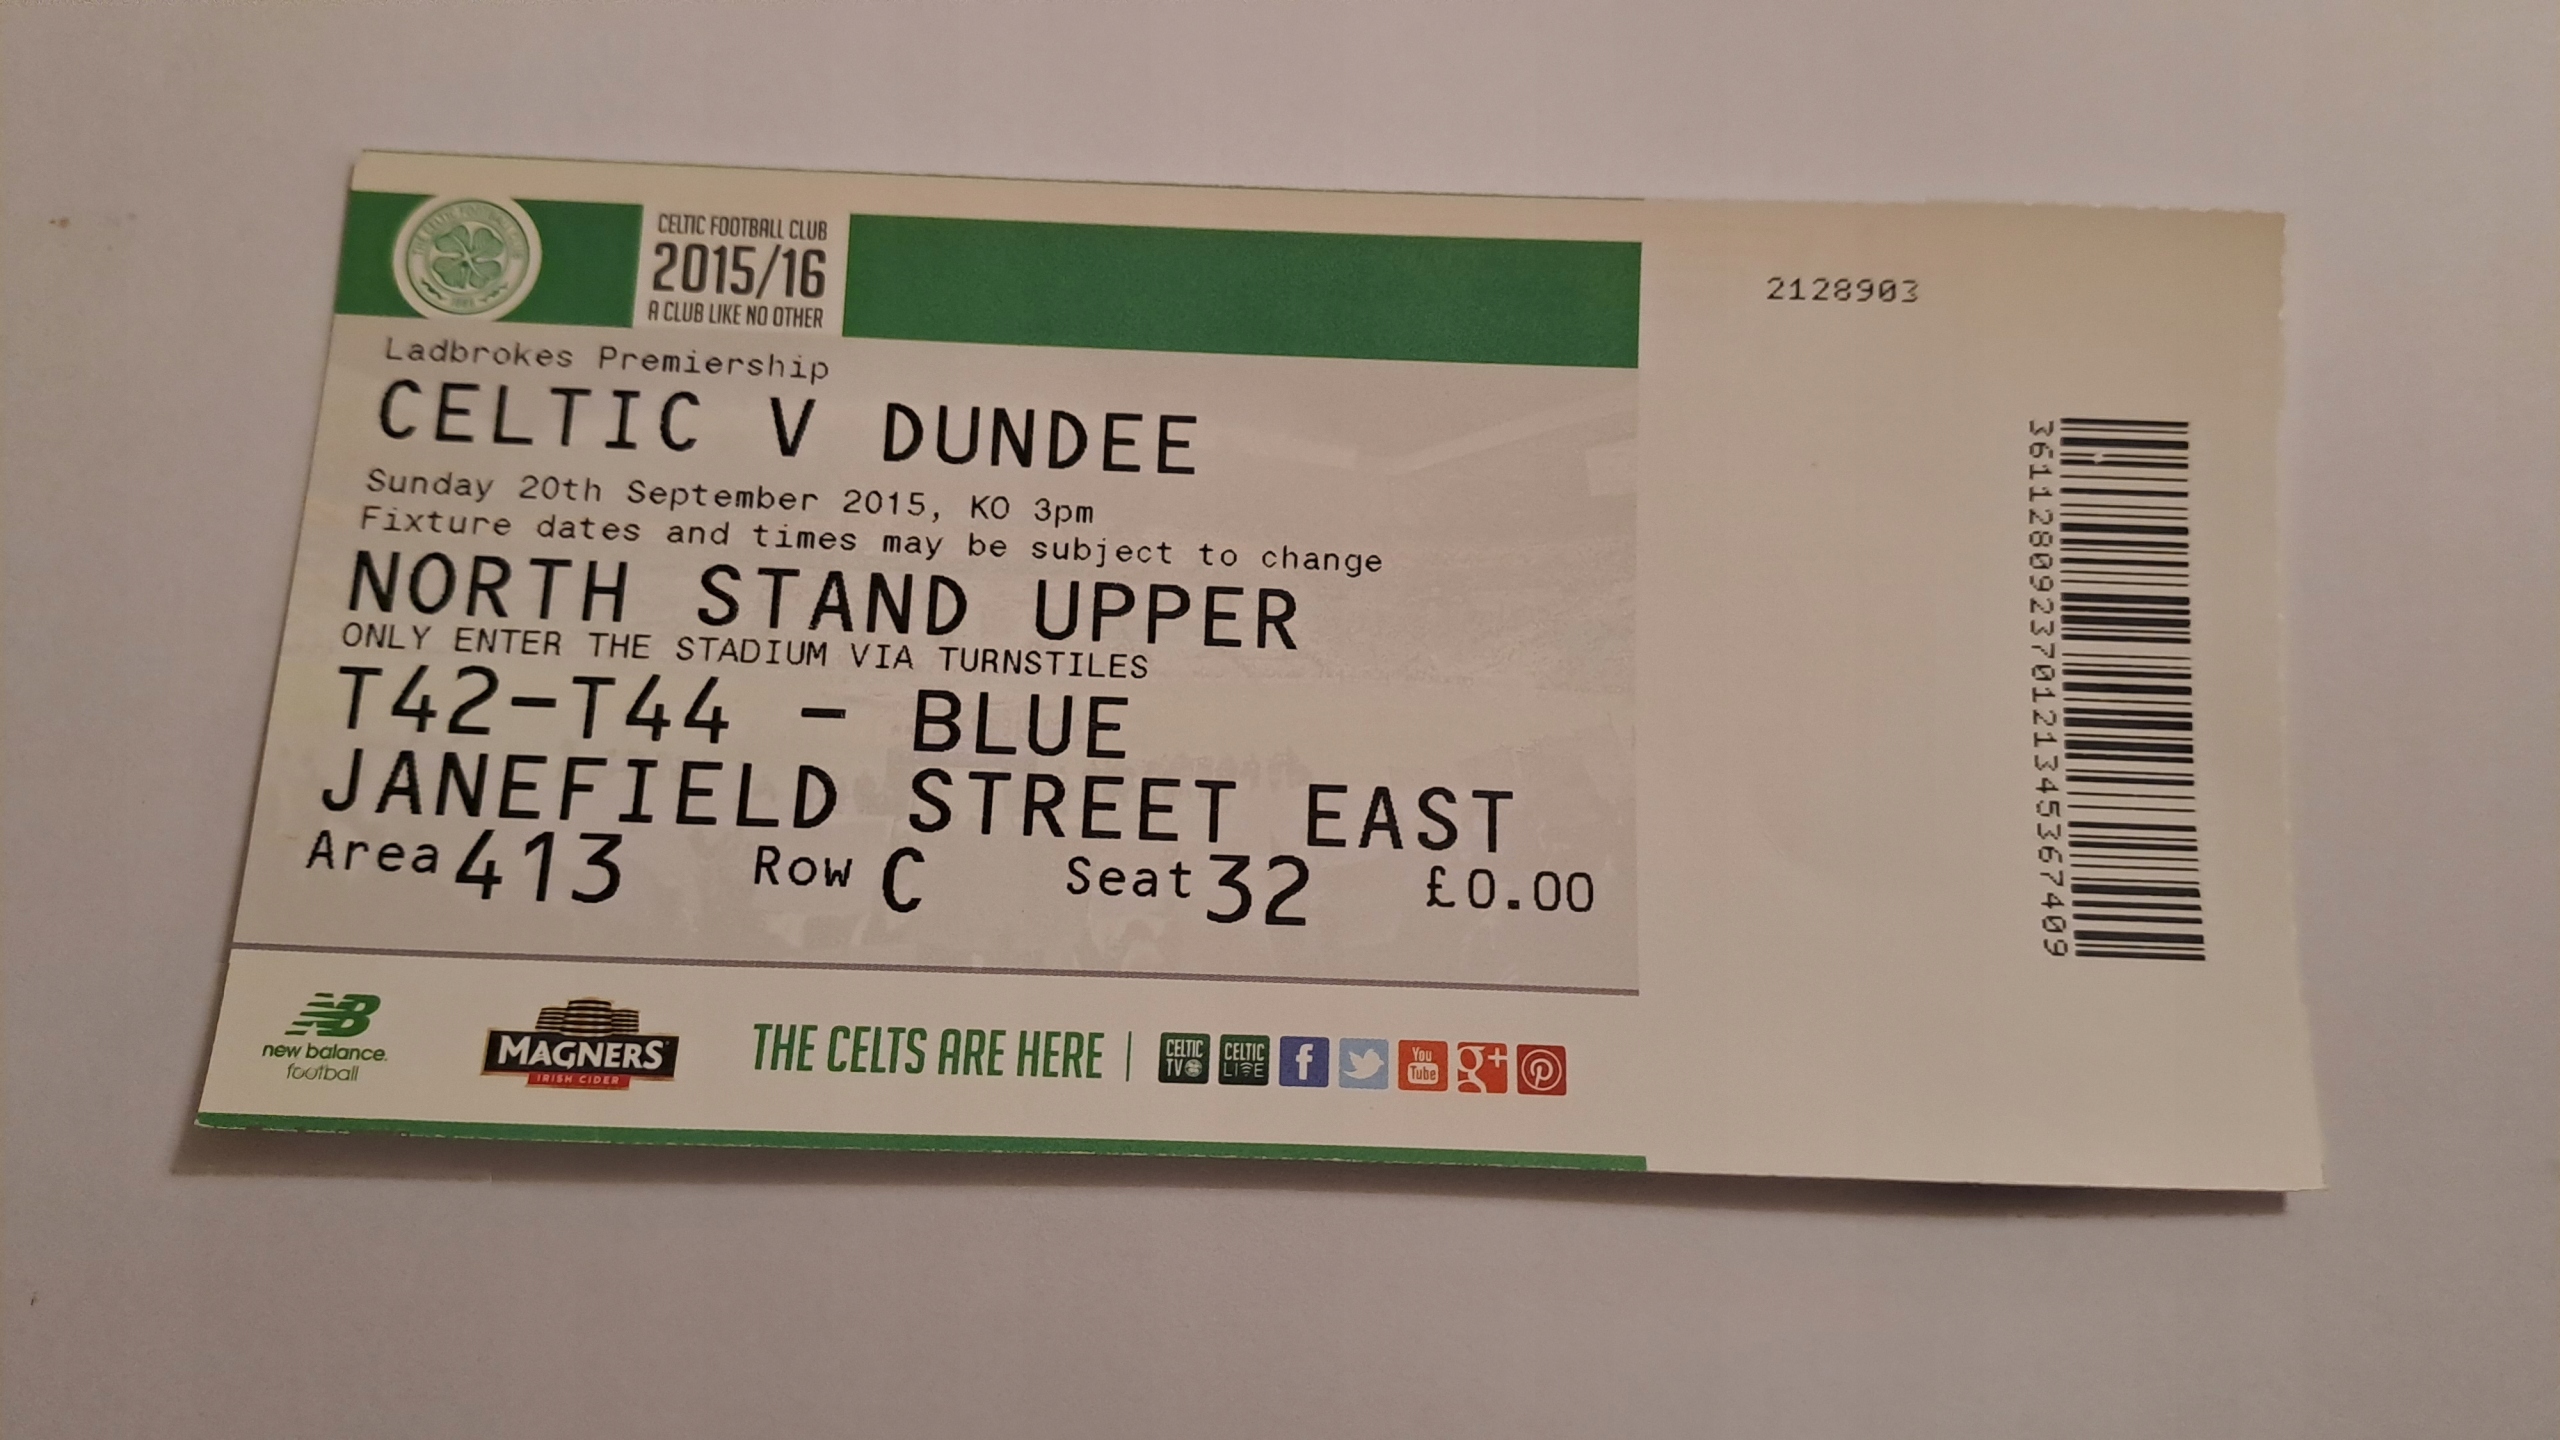 CELTIC FOOTBALL CLUB
2015/16
A CLUB LIKE NO OTHER
Ladbrokes Premiership
CELTIC V DUNDEE
Sunday 20th September 2015, KO 3pm
Fixture dates and times may be subject to change
NORTH STAND UPPER
ONLY ENTER THE STADIUM VIA TURNSTILES
T42-T44 - BLUE
JANEFIELD STREET EAST
Area 413 Row C Seat 32 £0.00
NB
new balance.
football
MAGNERS
IRISH CIDER
THE CELTS ARE HERE |
CELTIC TV
CELTIC LIVE
f
You Tube
g+
2128903
361128092370121345367409